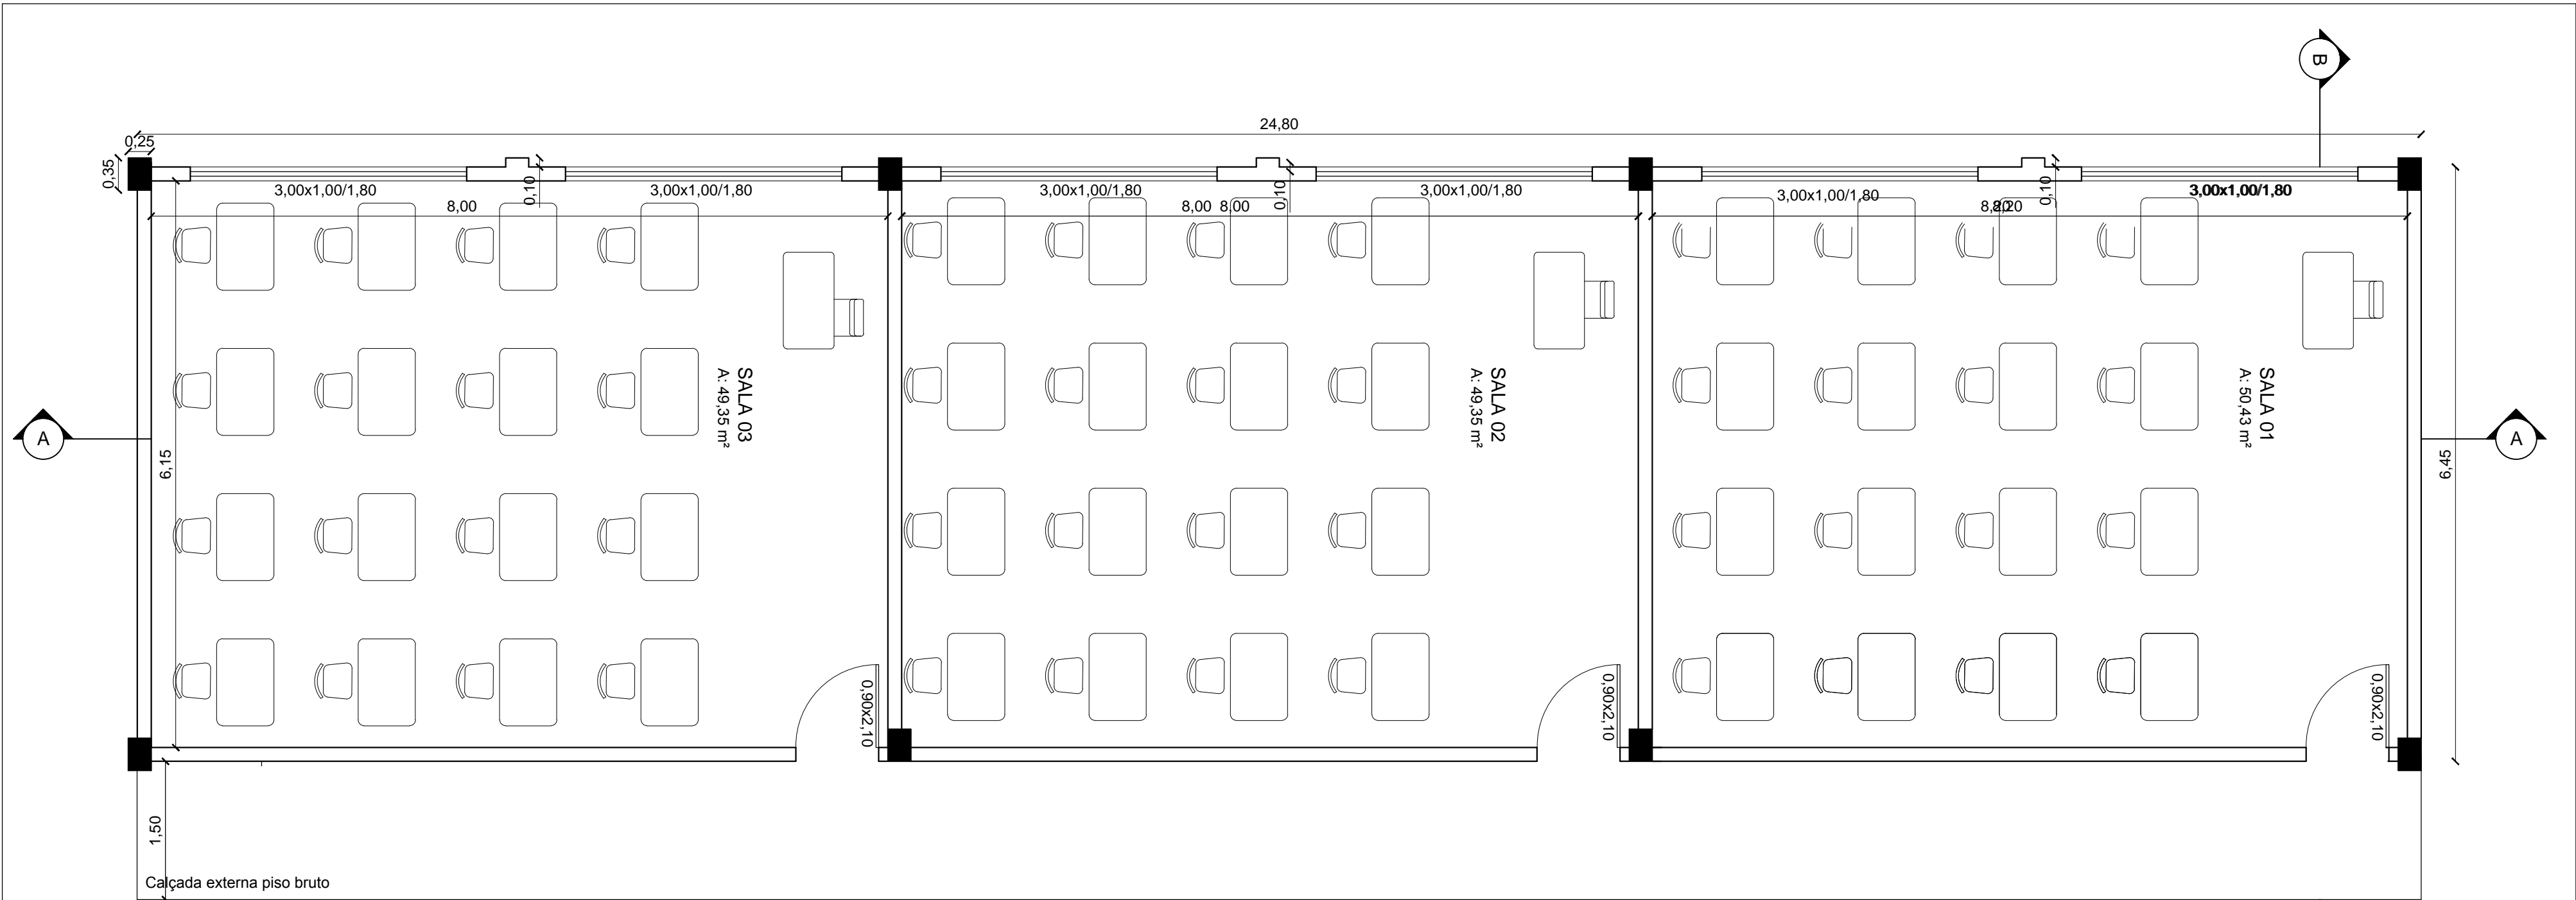 B
24,80
0,25
0,35
3,00x1,00/1,80
0,10
3,00x1,00/1,80
3,00x1,00/1,80
0,10
3,00x1,00/1,80
3,00x1,00/1,80
0,10
3,00x1,00/1,80
8,00
8,00
8,00
8,20
SALA 03
A: 49,35 m²
SALA 02
A: 49,35 m²
SALA 01
A: 50,43 m²
A
6,15
A
6,45
0,90x2,10
0,90x2,10
0,90x2,10
1,50
Calçada externa piso bruto